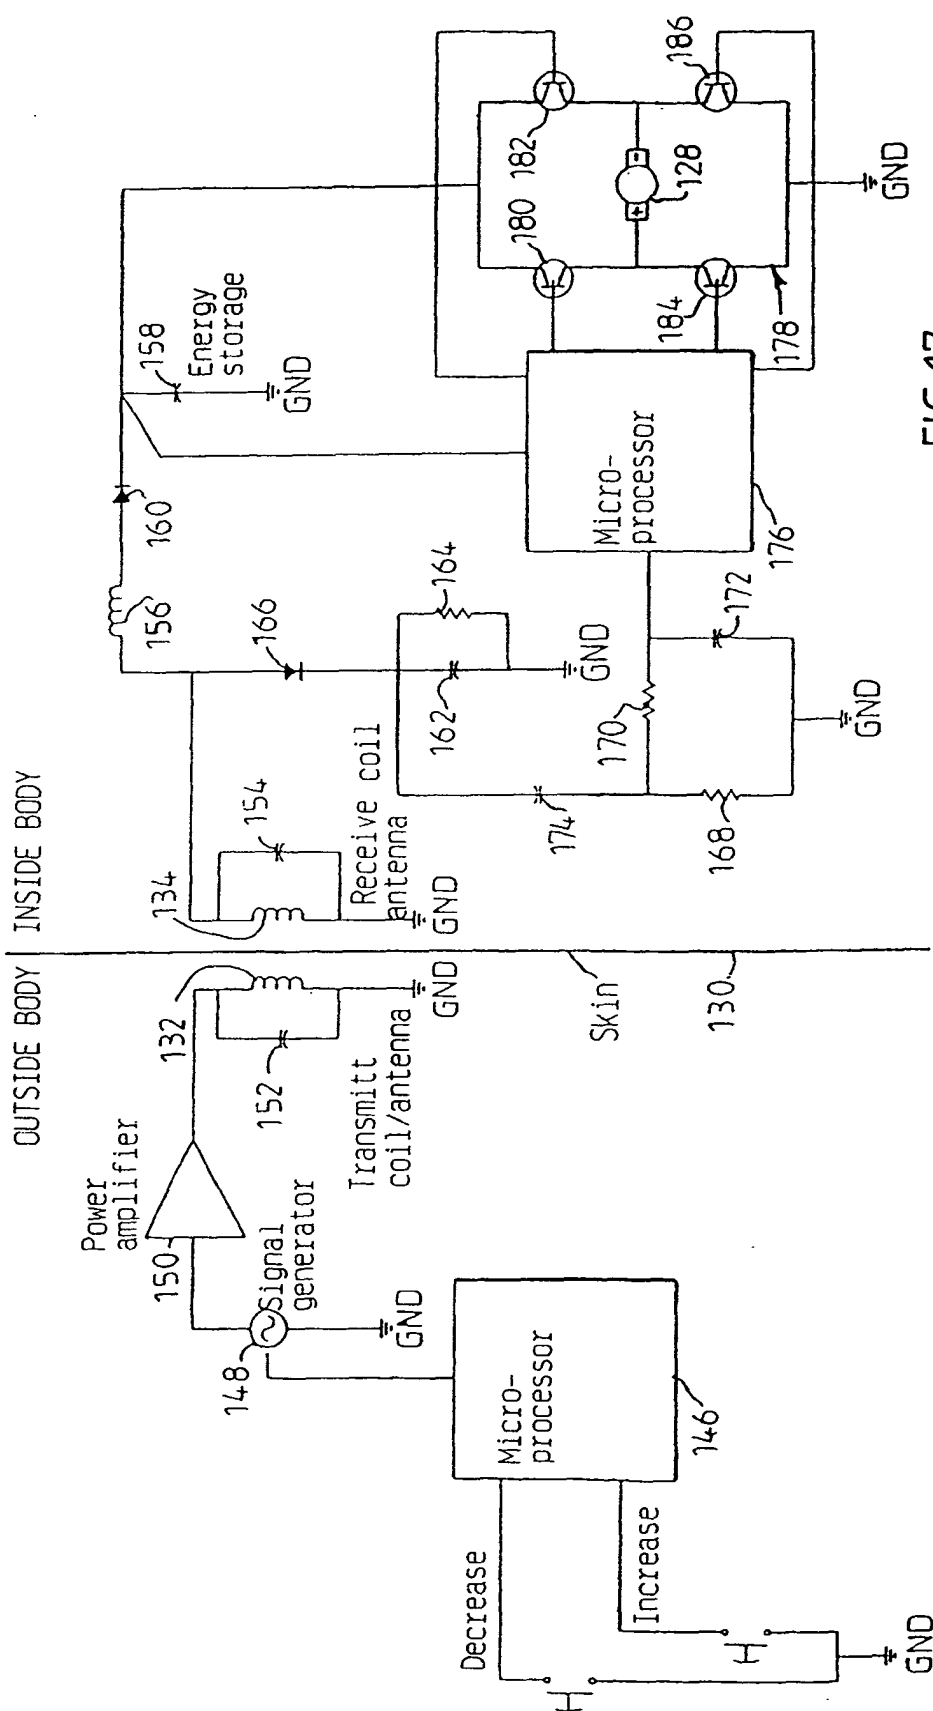 OUTSIDE BODY
INSIDE BODY
Power
amplifier
150
Signal
generator
148
GND
132
152
Transmitt
coil/antenna
GND
Micro-
processor
146
Decrease
Increase
GND
134
154
Receive coil
antenna
GND
Skin
130
156
160
158
Energy
storage
GND
166
164
162
GND
174
170
172
168
GND
Micro-
processor
176
180
182
184
186
128
178
GND